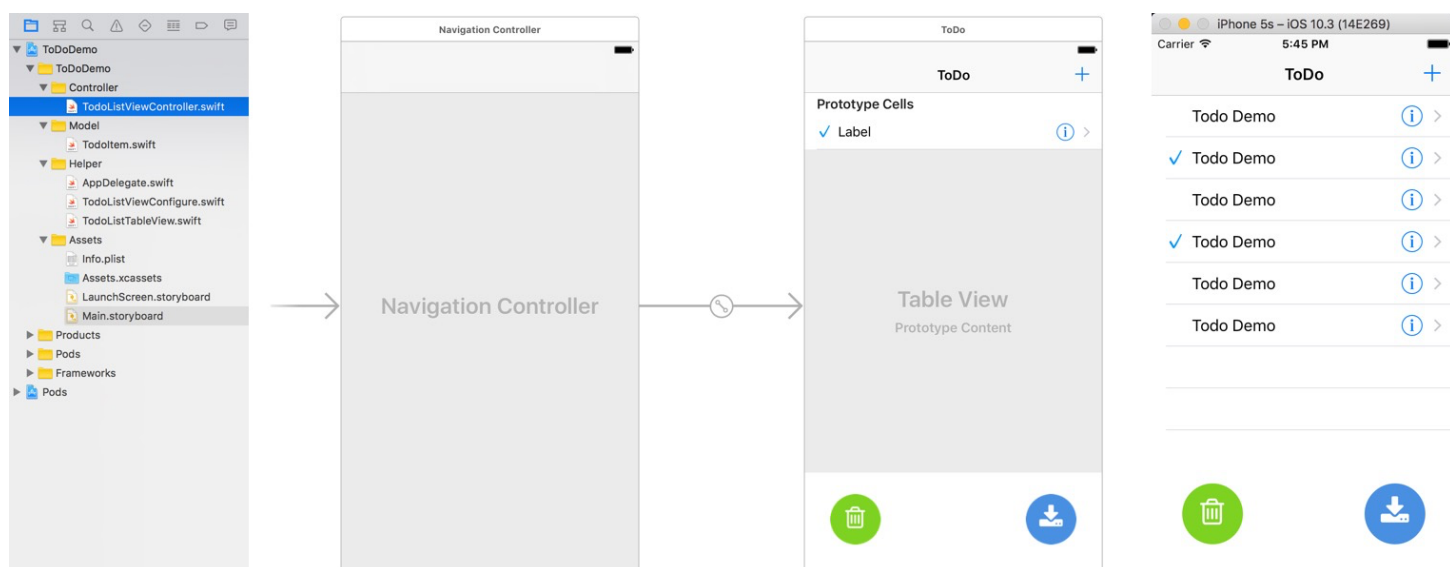 ToDoDemo
ToDoDemo
Controller
TodoListViewController.swift
Model
TodoItem.swift
Helper
AppDelegate.swift
TodoListViewConfigure.swift
TodoListTableView.swift
Assets
Info.plist
Assets.xcassets
LaunchScreen.storyboard
Main.storyboard
Products
Pods
Frameworks
Pods
Navigation Controller
Navigation Controller
ToDo
ToDo
Prototype Cells
Label
Table View
Prototype Content
iPhone 5s – iOS 10.3 (14E269)
Carrier 5:45 PM
ToDo
Todo Demo
Todo Demo
Todo Demo
Todo Demo
Todo Demo
Todo Demo